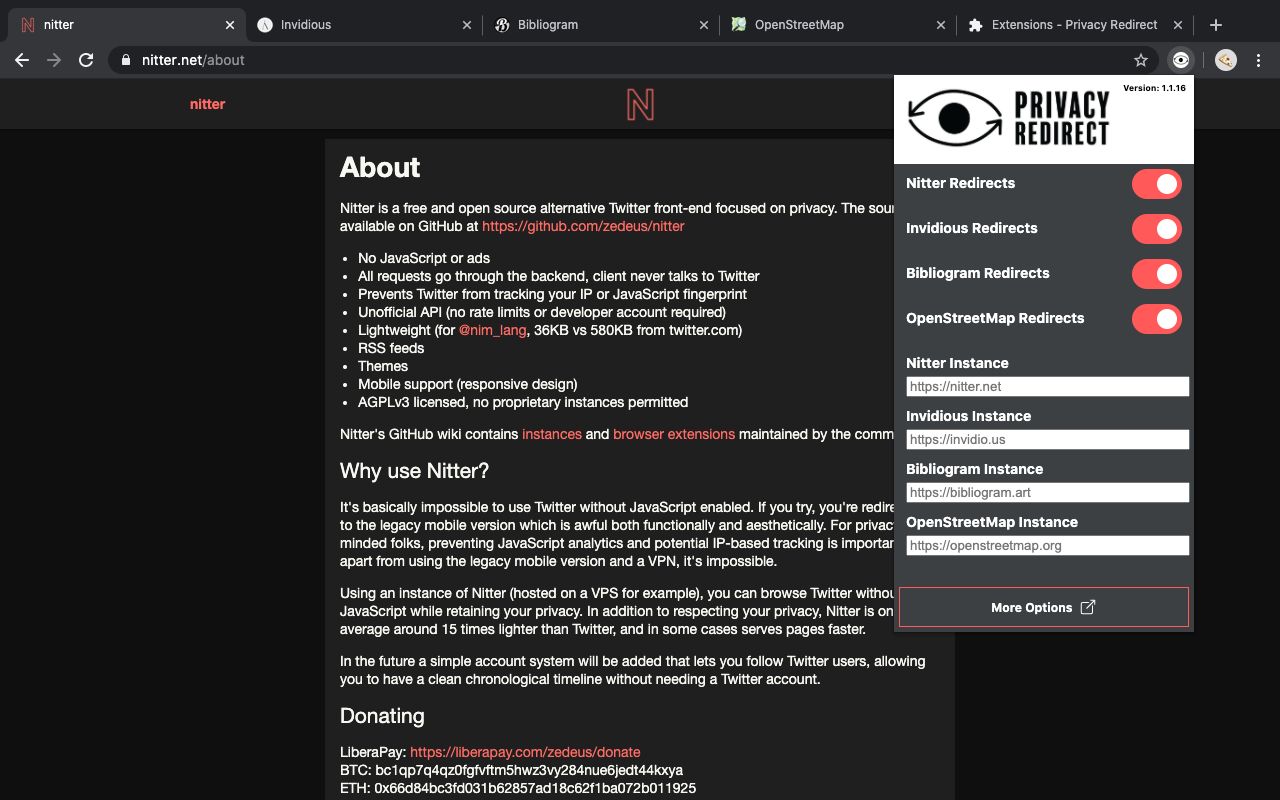 nitter
Invidious
Bibliogram
OpenStreetMap
Extensions - Privacy Redirect
nitter.net/about
nitter
N
Version: 1.1.16
PRIVACY
REDIRECT
About
Nitter is a free and open source alternative Twitter front-end focused on privacy. The sour
available on GitHub at https://github.com/zedeus/nitter
• No JavaScript or ads
• All requests go through the backend, client never talks to Twitter
• Prevents Twitter from tracking your IP or JavaScript fingerprint
• Unofficial API (no rate limits or developer account required)
• Lightweight (for @nim_lang, 36KB vs 580KB from twitter.com)
• RSS feeds
• Themes
• Mobile support (responsive design)
• AGPLv3 licensed, no proprietary instances permitted
Nitter's GitHub wiki contains instances and browser extensions maintained by the comm
Why use Nitter?
It's basically impossible to use Twitter without JavaScript enabled. If you try, you're redire
to the legacy mobile version which is awful both functionally and aesthetically. For privac
minded folks, preventing JavaScript analytics and potential IP-based tracking is importan
apart from using the legacy mobile version and a VPN, it's impossible.
Using an instance of Nitter (hosted on a VPS for example), you can browse Twitter withou
JavaScript while retaining your privacy. In addition to respecting your privacy, Nitter is on
average around 15 times lighter than Twitter, and in some cases serves pages faster.
In the future a simple account system will be added that lets you follow Twitter users, allowing
you to have a clean chronological timeline without needing a Twitter account.
Donating
LiberaPay: https://liberapay.com/zedeus/donate
BTC: bc1qp7q4qz0fgfvftm5hwz3vy284nue6jedt44kxya
ETH: 0x66d84bc3fd031b62857ad18c62f1ba072b011925
Nitter Redirects
Invidious Redirects
Bibliogram Redirects
OpenStreetMap Redirects
Nitter Instance
https://nitter.net
Invidious Instance
https://invidio.us
Bibliogram Instance
https://bibliogram.art
OpenStreetMap Instance
https://openstreetmap.org
More Options